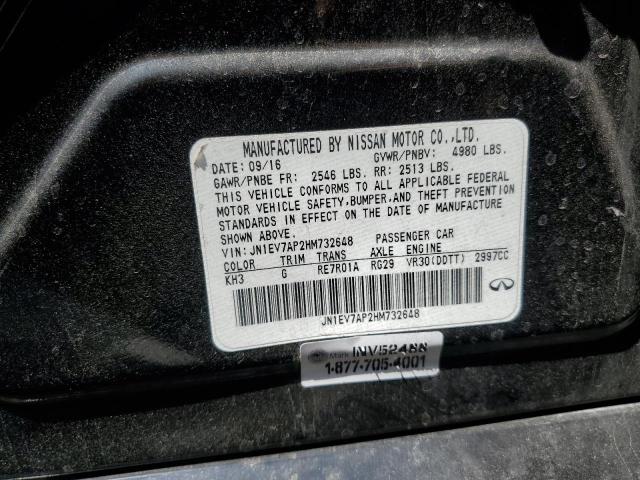 MANUFACTURED BY NISSAN MOTOR CO.,LTD.
DATE: 09/16 GVWR/PNBV: 4980 LBS.
GAWR/PNBE FR: 2546 LBS. RR: 2513 LBS.
THIS VEHICLE CONFORMS TO ALL APPLICABLE FEDERAL
MOTOR VEHICLE SAFETY,BUMPER,AND THEFT PREVENTION
STANDARDS IN EFFECT ON THE DATE OF MANUFACTURE
SHOWN ABOVE.
VIN: JN1EV7AP2HM732648 PASSENGER CAR
COLOR TRIM TRANS AXLE ENGINE
KH3 G RE7R01A RG29 VR30(DDTT) 2997CC
JN1EV7AP2HM732648
INV52488
1-877-705-4001